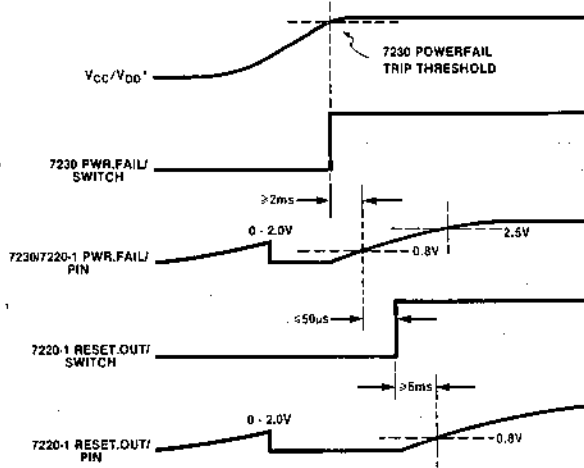 7230 POWERFAIL
TRIP THRESHOLD
VCC/VDD*
7230 PWR.FAIL/
SWITCH
≥2ms
0 - 2.0V
2.5V
7230/7220-1 PWR.FAIL/
PIN
0.8V
≤50μs
7220-1 RESET.OUT/
SWITCH
≥5ms
0 - 2.0V
7220-1 RESET.OUT/
PIN
0.8V